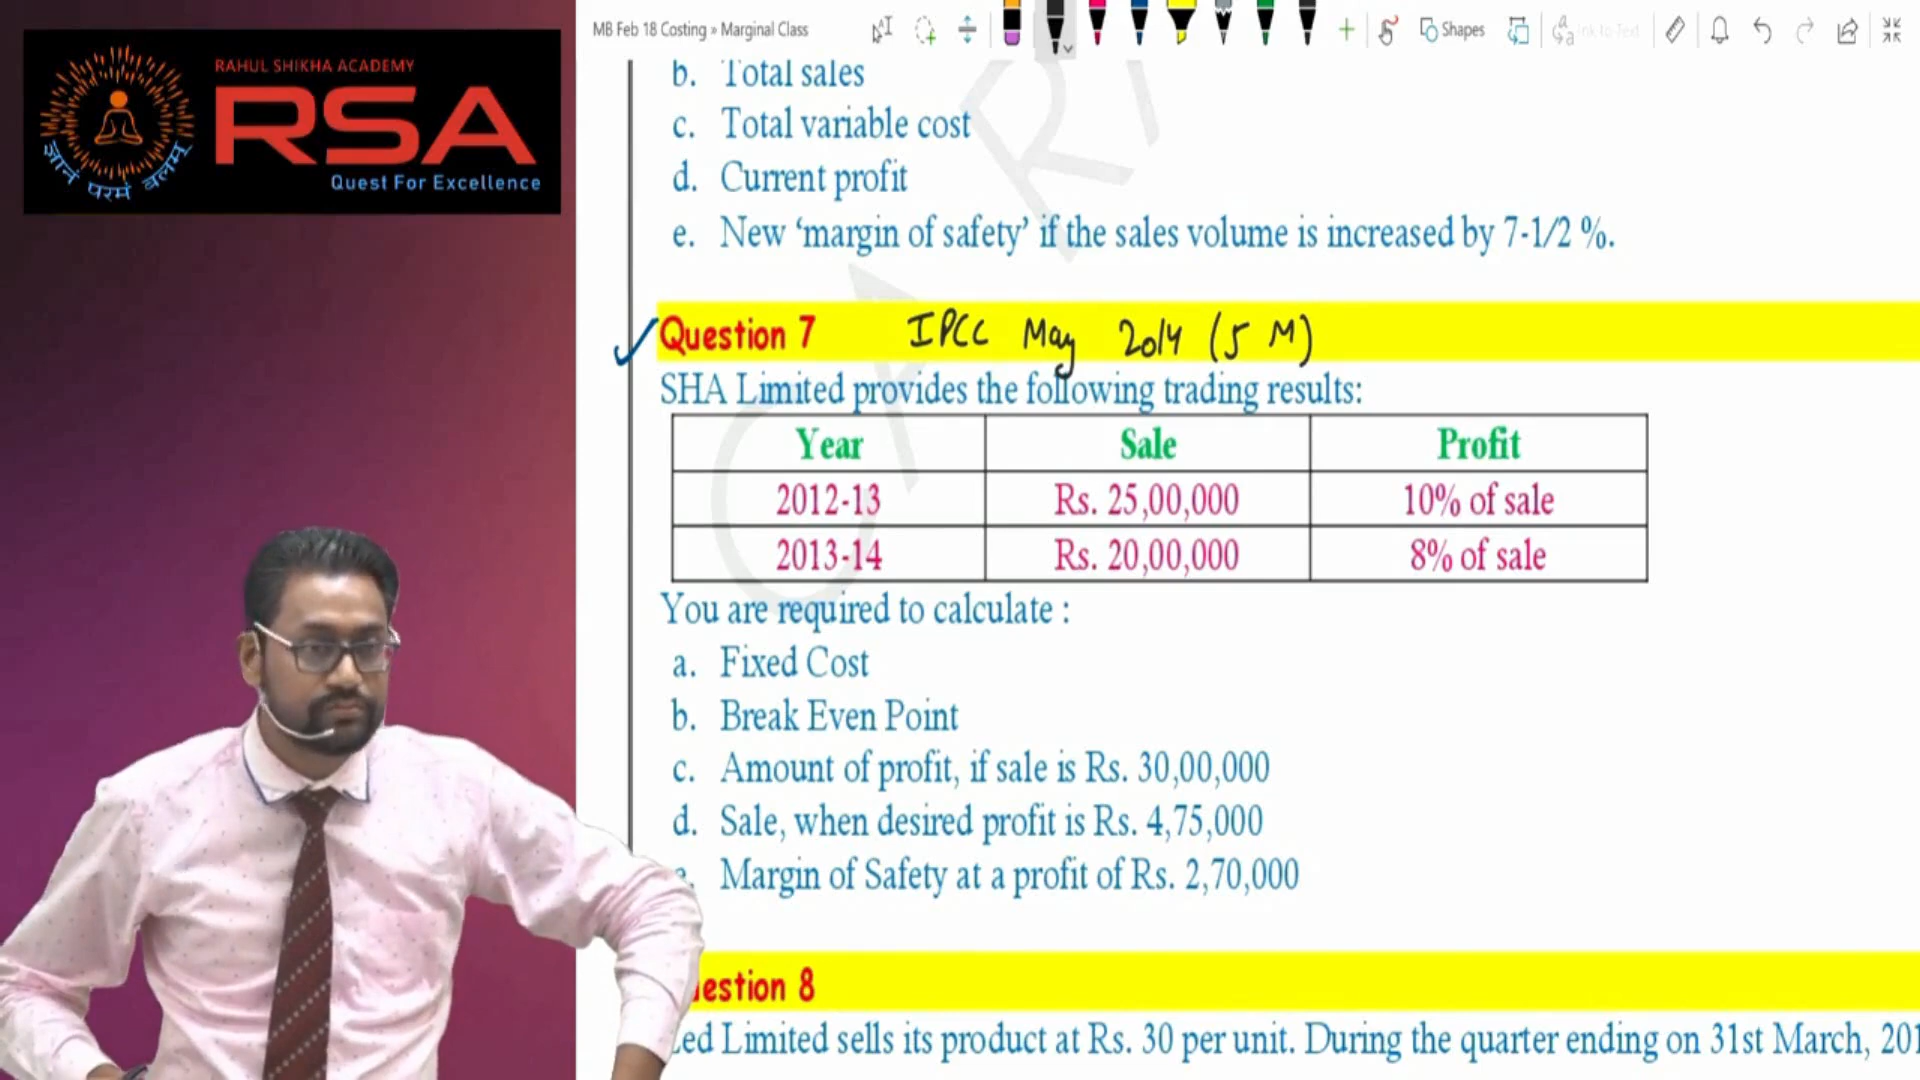 MB Feb 18 Costing » Marginal Class
Shapes
Ink to Text
RAHUL SHIKHA ACADEMY
RSA
Quest For Excellence
ज्ञानं परमं बलम्
b. Total sales
c. Total variable cost
d. Current profit
e. New ‘margin of safety’ if the sales volume is increased by 7-1/2 %.
Question 7 IPCC May 2014 (5 M)
SHA Limited provides the following trading results:
Year Sale Profit
2012-13 Rs. 25,00,000 10% of sale
2013-14 Rs. 20,00,000 8% of sale
You are required to calculate :
a. Fixed Cost
b. Break Even Point
c. Amount of profit, if sale is Rs. 30,00,000
d. Sale, when desired profit is Rs. 4,75,000
Margin of Safety at a profit of Rs. 2,70,000
estion 8
Limited sells its product at Rs. 30 per unit. During the quarter ending on 31st March, 201
CA RA